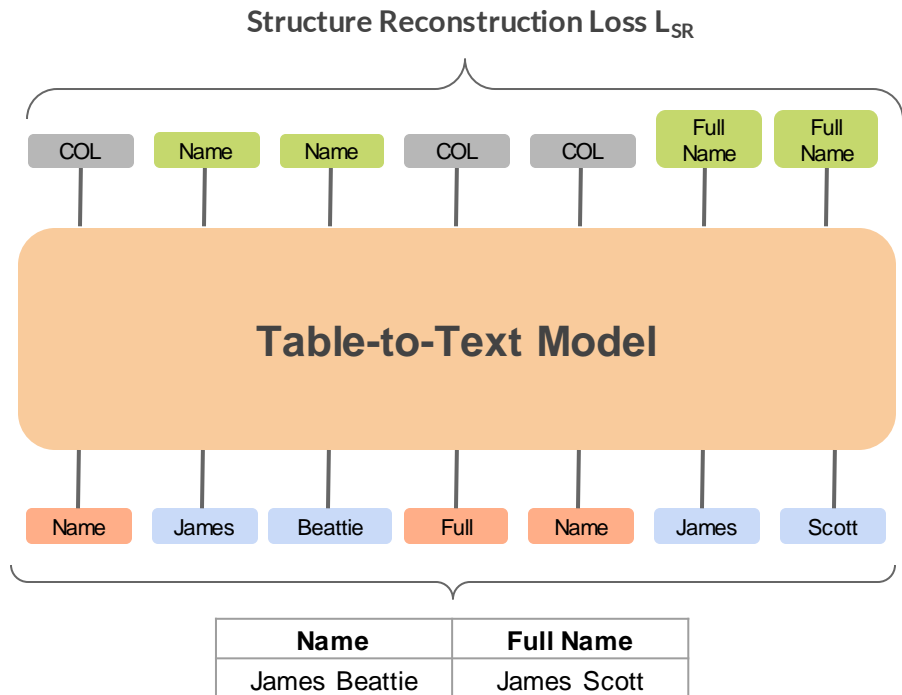 Structure Reconstruction Loss L_SR
COL Name Name COL COL Full Name Full Name
Table-to-Text Model
Name James Beattie Full Name James Scott
Name Full Name
James Beattie James Scott